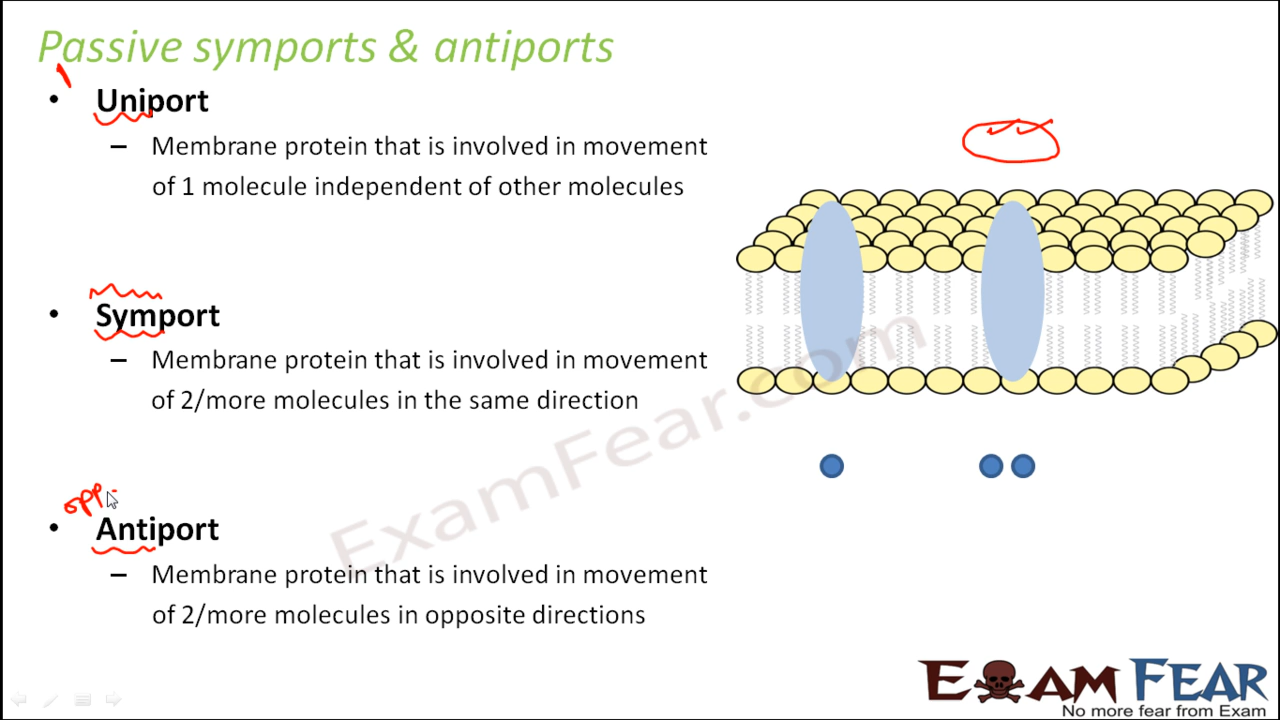 Passive symports & antiports
• Uniport
– Membrane protein that is involved in movement
of 1 molecule independent of other molecules
• Symport
– Membrane protein that is involved in movement
of 2/more molecules in the same direction
opp
• Antiport
– Membrane protein that is involved in movement
of 2/more molecules in opposite directions
ExamFear.com
EXAM FEAR
No more fear from Exam